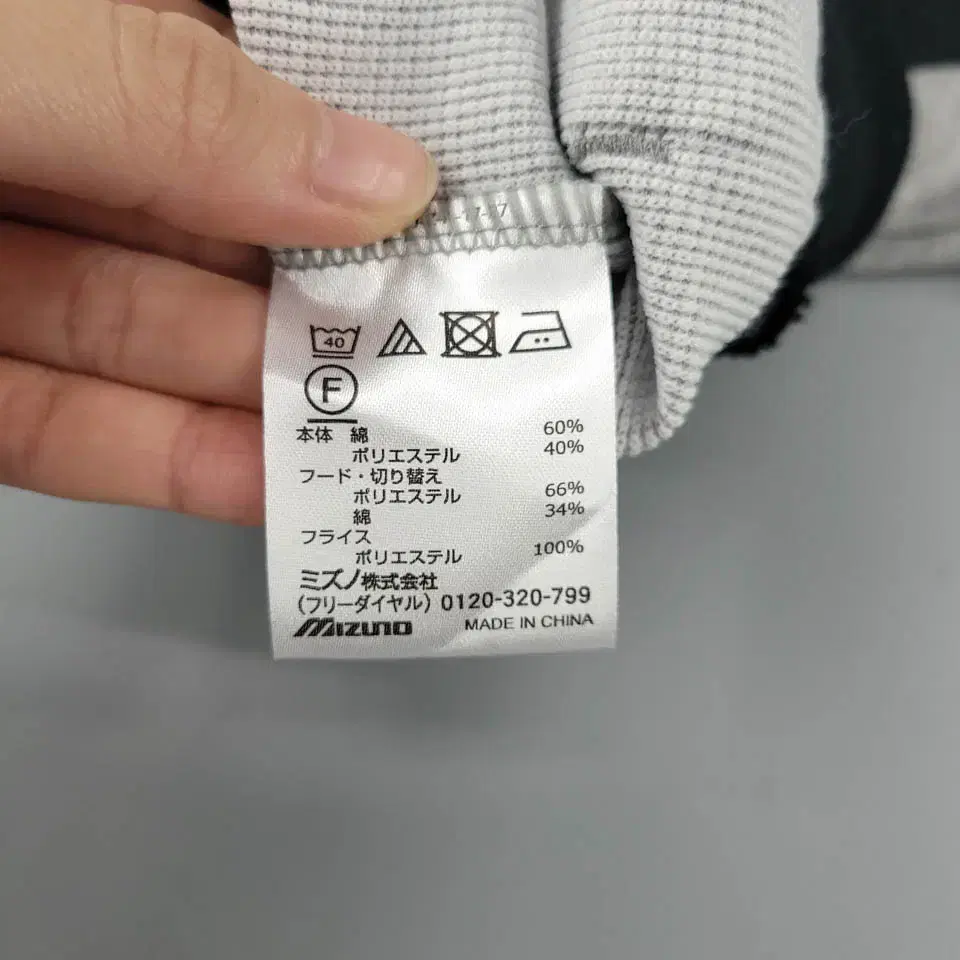 40
F
本体 綿 60%
ポリエステル 40%
フード・切り替え
ポリエステル 66%
綿 34%
フライス
ポリエステル 100%
ミズノ株式会社
(フリーダイヤル) 0120-320-799
MIZUNO MADE IN CHINA